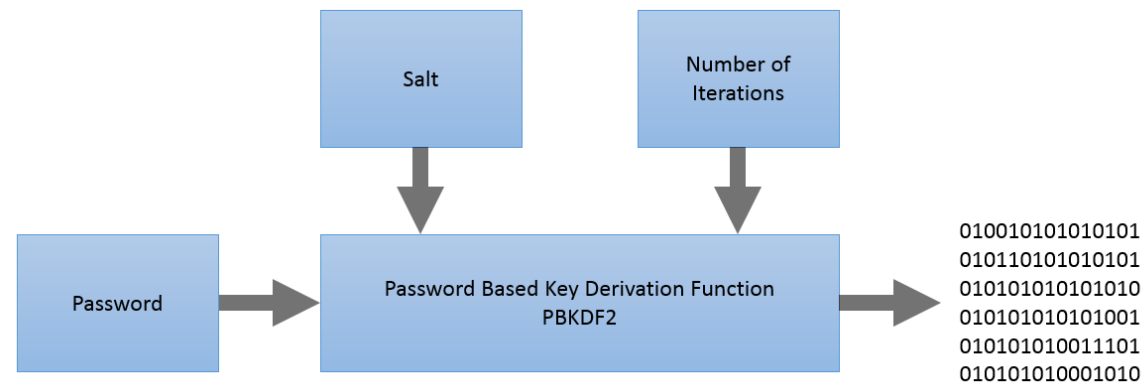 Salt
Number of
Iterations
Password
Password Based Key Derivation Function
PBKDF2
010010101010101
010110101010101
010101010101010
010101010101001
010101010011101
010101010001010